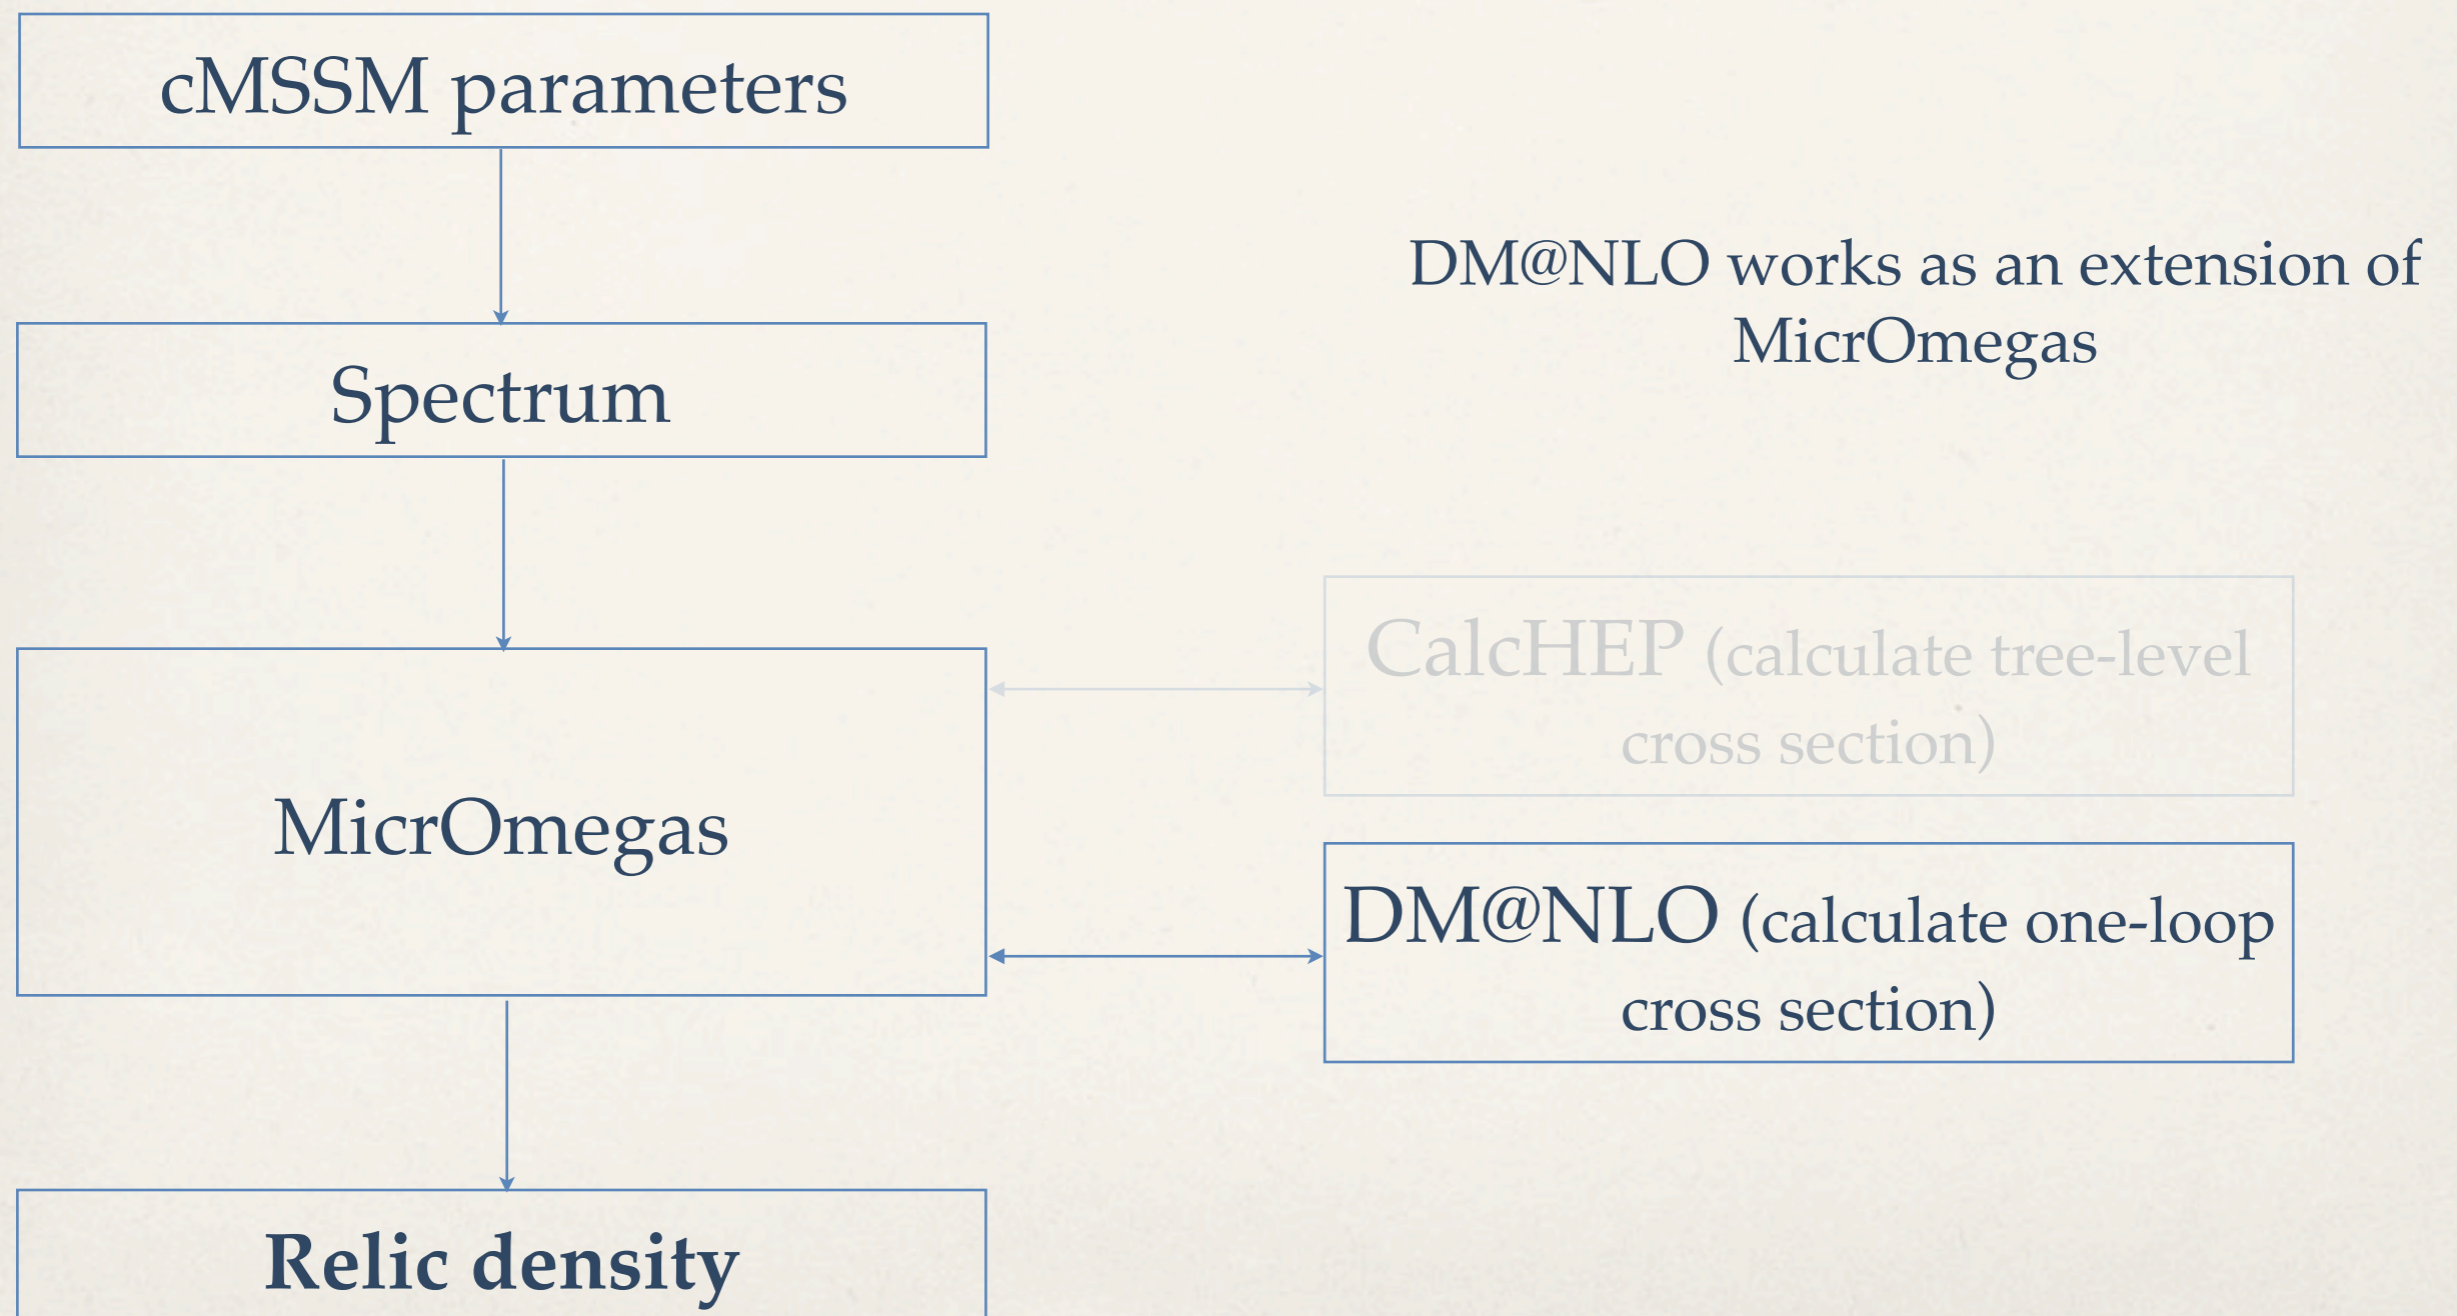 cMSSM parameters
DM@NLO works as an extension of
MicrOmegas
Spectrum
CalcHEP (calculate tree-level
cross section)
MicrOmegas
DM@NLO (calculate one-loop
cross section)
Relic density